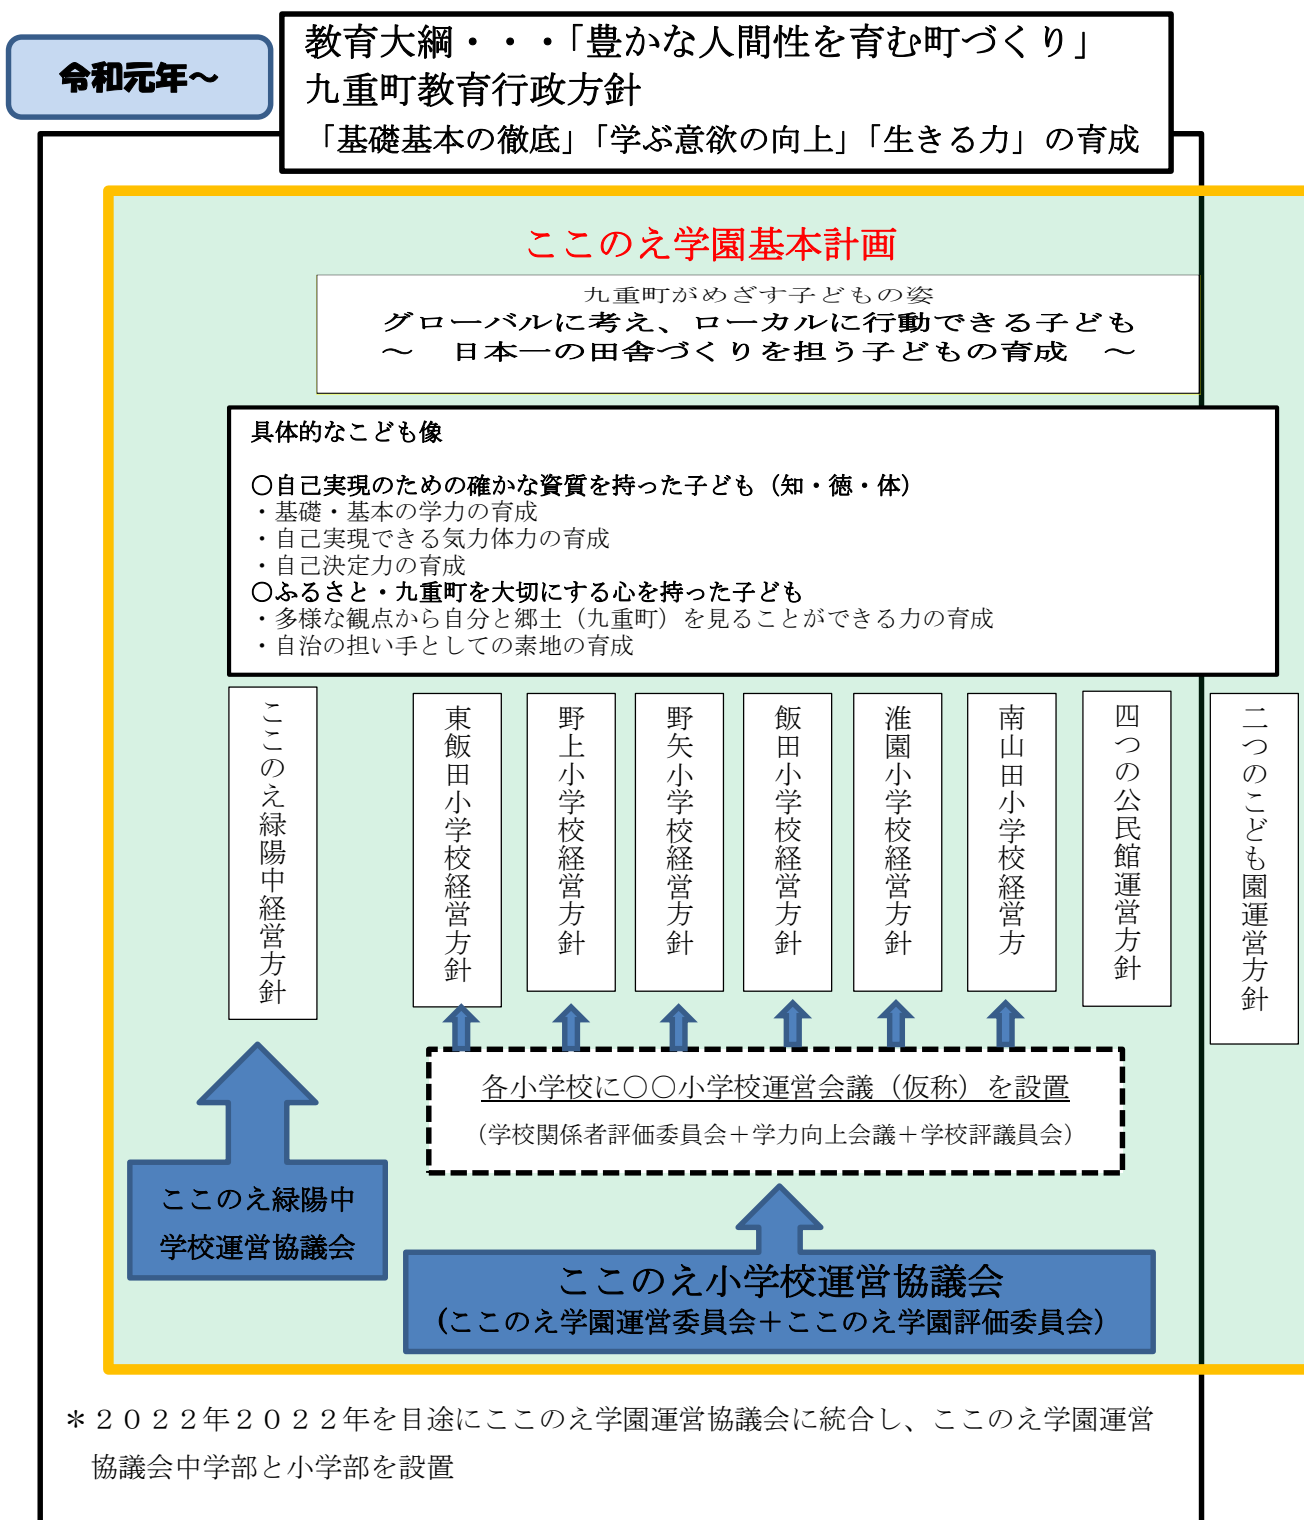 令和元年~
教育大綱・・・「豊かな人間性を育む町づくり」
九重町教育行政方針
「基礎基本の徹底」「学ぶ意欲の向上」「生きる力」の育成
ここのえ学園基本計画
九重町がめざす子どもの姿
グローバルに考え、ローカルに行動できる子ども
~ 日本一の田舎づくりを担う子どもの育成 ~
具体的なこども像
○自己実現のための確かな資質を持った子ども(知・徳・体)
・基礎・基本の学力の育成
・自己実現できる気力体力の育成
・自己決定力の育成
○ふるさと・九重町を大切にする心を持った子ども
・多様な観点から自分と郷土(九重町)を見ることができる力の育成
・自治の担い手としての素地の育成
ここのえ緑陽中経営方針
東飯田小学校経営方針
野上小学校経営方針
野矢小学校経営方針
飯田小学校経営方針
淮園小学校経営方針
南山田小学校経営方
四つの公民館運営方針
二つのこども園運営方針
各小学校に○○小学校運営会議(仮称)を設置
(学校関係者評価委員会+学力向上会議+学校評議員会)
ここのえ緑陽中
学校運営協議会
ここのえ小学校運営協議会
(ここのえ学園運営委員会+ここのえ学園評価委員会)
*2022年2022年を目途にここのえ学園運営協議会に統合し、ここのえ学園運営
協議会中学部と小学部を設置